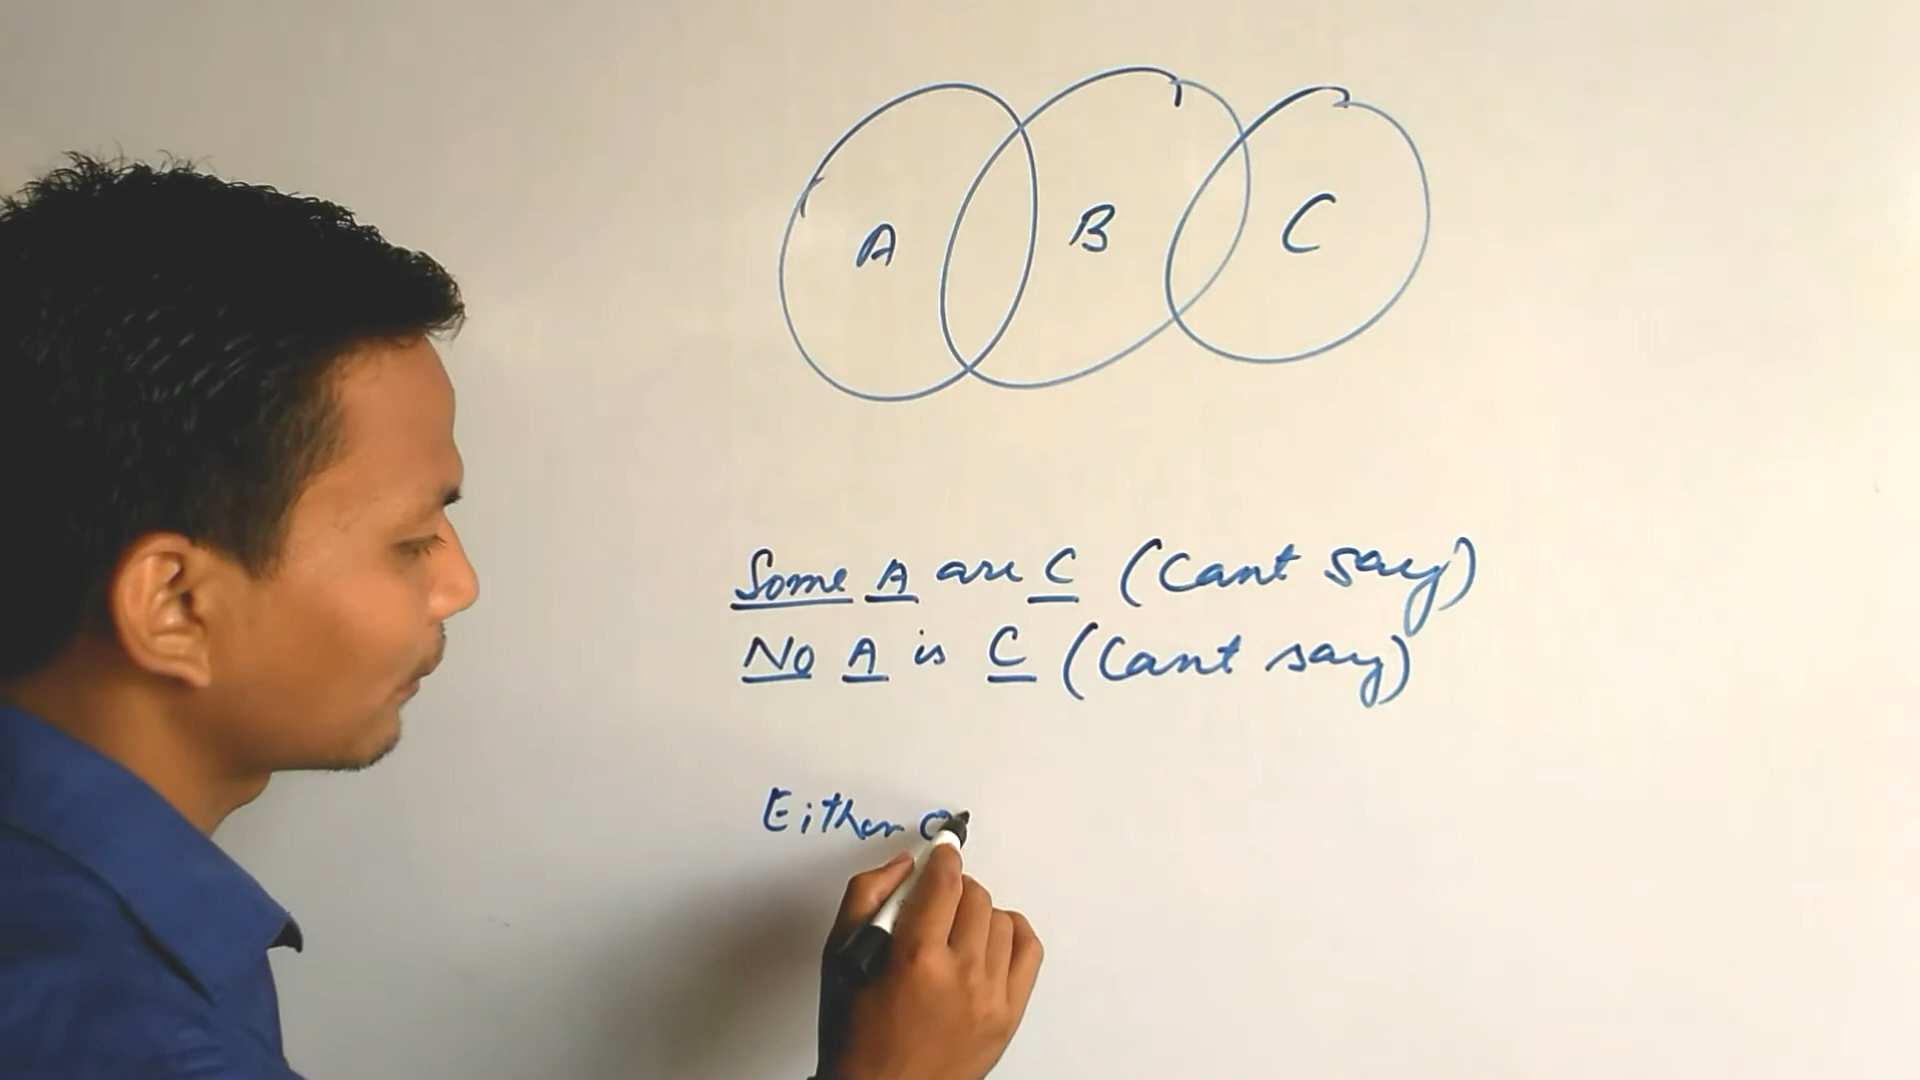 A B C
Some A are C (Cant say)
No A is C (Cant say)
Either o